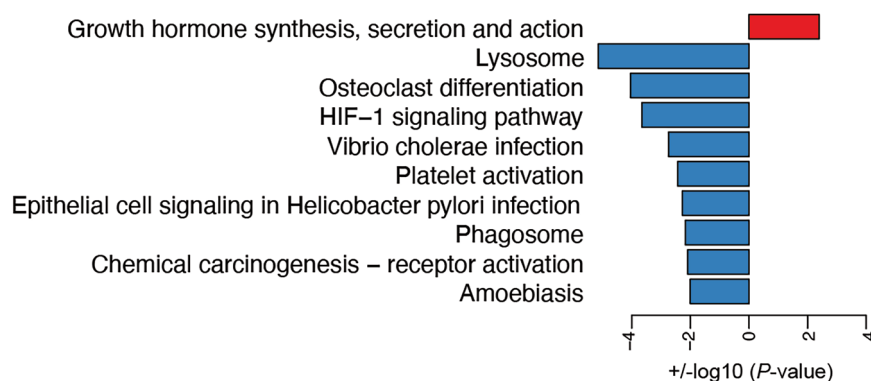 Growth hormone synthesis, secretion and action
Lysosome
Osteoclast differentiation
HIF−1 signaling pathway
Vibrio cholerae infection
Platelet activation
Epithelial cell signaling in Helicobacter pylori infection
Phagosome
Chemical carcinogenesis − receptor activation
Amoebiasis
−4 −2 0 2 4
+/-log10 (P-value)